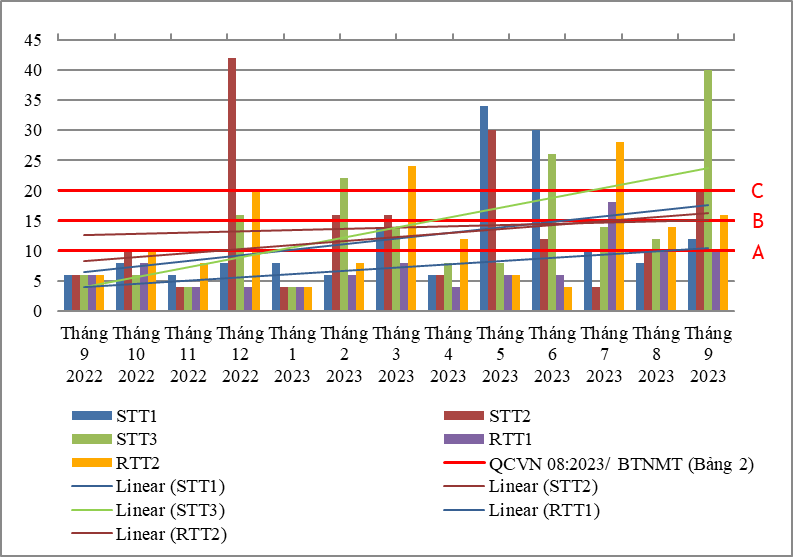 45
40
35
30
25
20
15
10
5
0
C
B
A
Tháng 9 2022
Tháng 10 2022
Tháng 11 2022
Tháng 12 2022
Tháng 1 2023
Tháng 2 2023
Tháng 3 2023
Tháng 4 2023
Tháng 5 2023
Tháng 6 2023
Tháng 7 2023
Tháng 8 2023
Tháng 9 2023
STT1
STT2
STT3
RTT1
RTT2
QCVN 08:2023/ BTNMT (Bảng 2)
Linear (STT1)
Linear (STT2)
Linear (STT3)
Linear (RTT1)
Linear (RTT2)